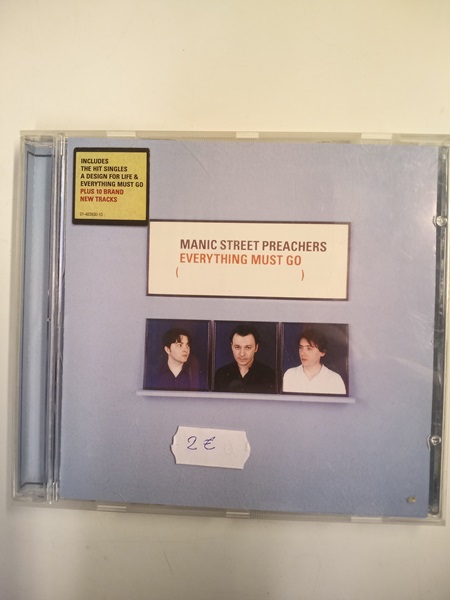 INCLUDES
THE HIT SINGLES
A DESIGN FOR LIFE &
EVERYTHING MUST GO
PLUS 10 BRAND
NEW TRACKS
MANIC STREET PREACHERS
EVERYTHING MUST GO
( )
2 €